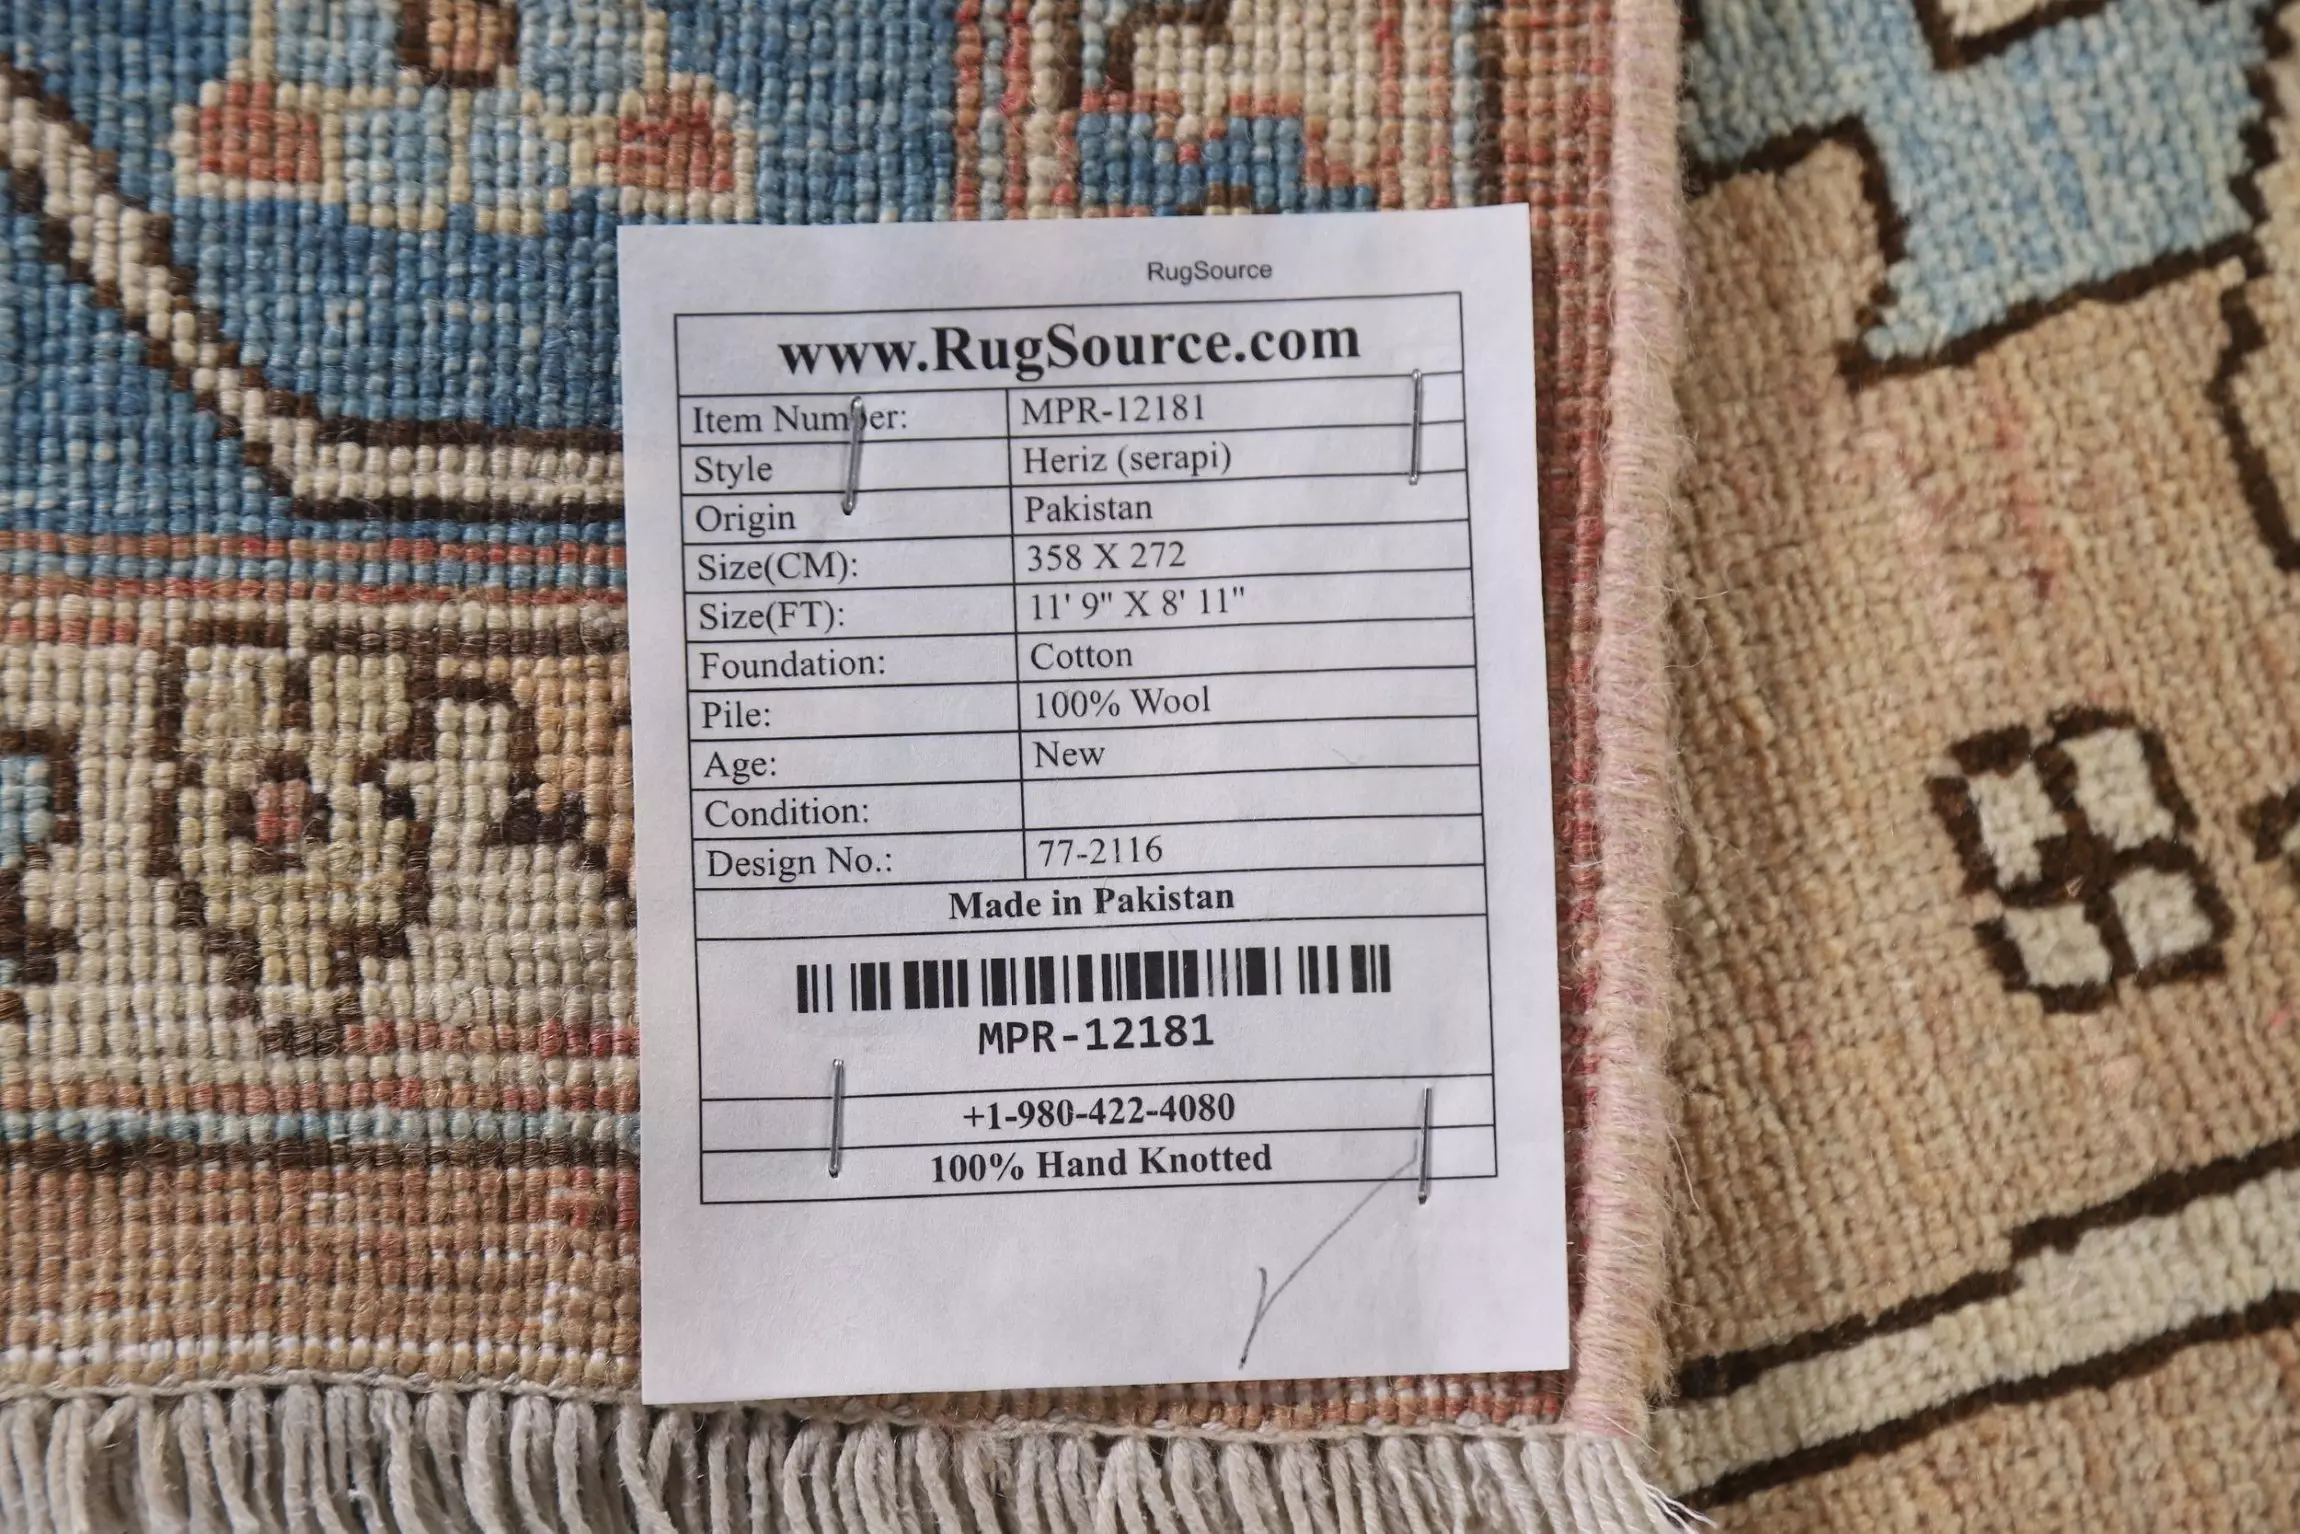 RugSource
www.RugSource.com
Item Number: MPR-12181
Style Heriz (serapi)
Origin Pakistan
Size(CM): 358 X 272
Size(FT): 11' 9" X 8' 11"
Foundation: Cotton
Pile: 100% Wool
Age: New
Condition:
Design No.: 77-2116
Made in Pakistan
MPR-12181
+1-980-422-4080
100% Hand Knotted